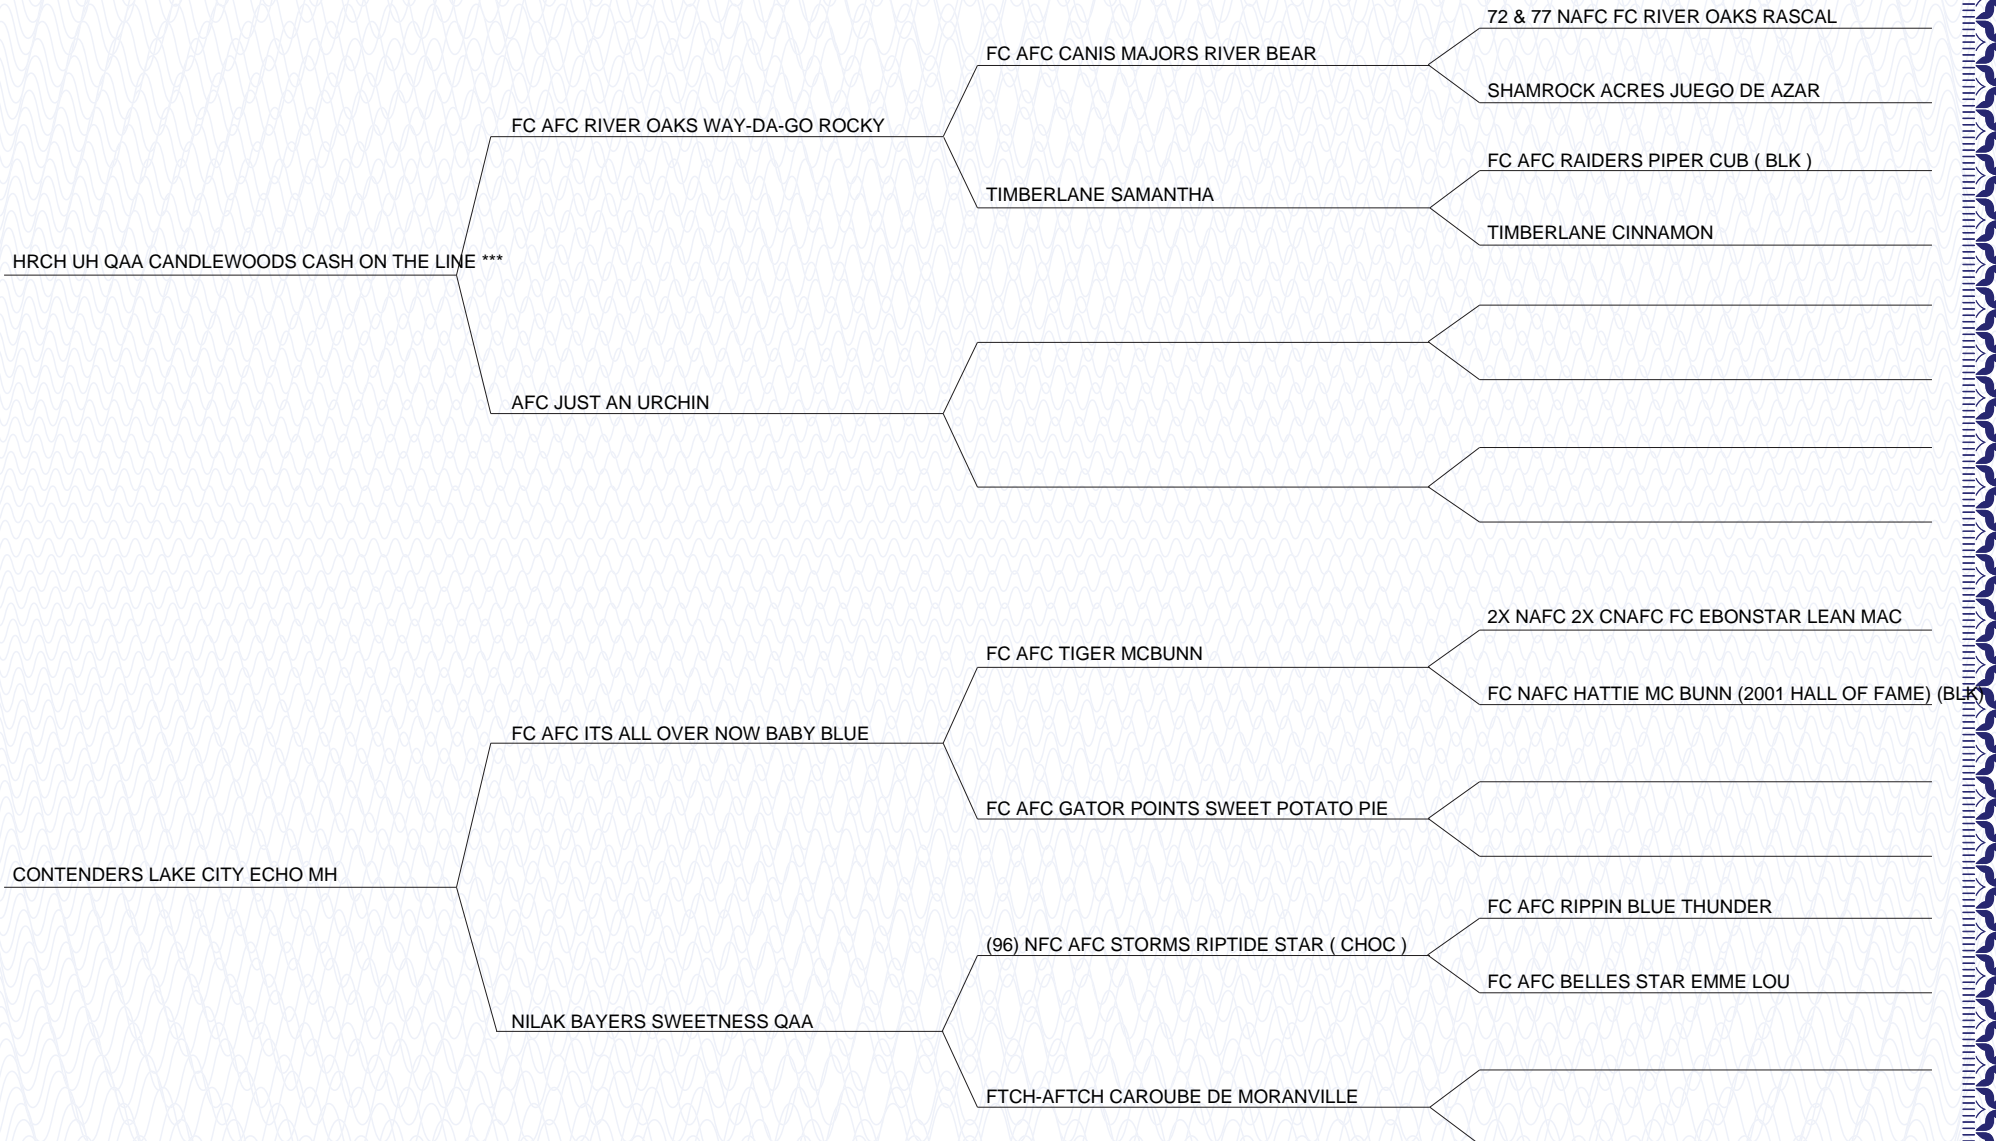 72 & 77 NAFC FC RIVER OAKS RASCAL
FC AFC CANIS MAJORS RIVER BEAR
SHAMROCK ACRES JUEGO DE AZAR
FC AFC RIVER OAKS WAY-DA-GO ROCKY
FC AFC RAIDERS PIPER CUB ( BLK )
TIMBERLANE SAMANTHA
TIMBERLANE CINNAMON
HRCH UH QAA CANDLEWOODS CASH ON THE LINE ***
AFC JUST AN URCHIN
2X NAFC 2X CNAFC FC EBONSTAR LEAN MAC
FC AFC TIGER MCBUNN
FC NAFC HATTIE MC BUNN (2001 HALL OF FAME) (BLK)
FC AFC ITS ALL OVER NOW BABY BLUE
FC AFC GATOR POINTS SWEET POTATO PIE
CONTENDERS LAKE CITY ECHO MH
FC AFC RIPPIN BLUE THUNDER
(96) NFC AFC STORMS RIPTIDE STAR ( CHOC )
FC AFC BELLES STAR EMME LOU
NILAK BAYERS SWEETNESS QAA
FTCH-AFTCH CAROUBE DE MORANVILLE